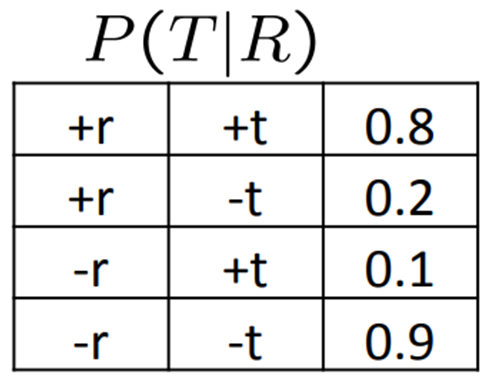 P(T|R)
+r +t 0.8
+r -t 0.2
-r +t 0.1
-r -t 0.9